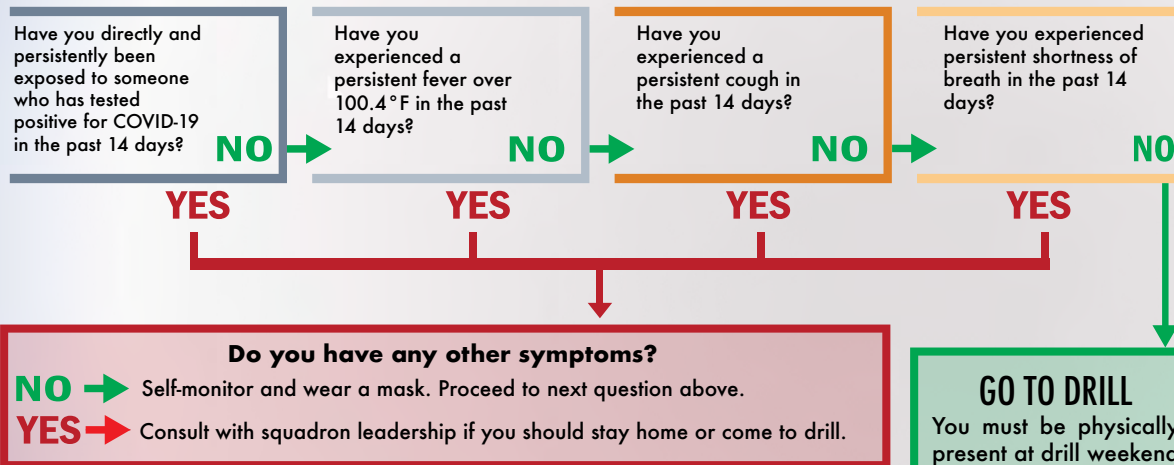 Have you directly and
persistently been
exposed to someone
who has tested
positive for COVID-19
in the past 14 days?
NO
Have you
experienced a
persistent fever over
100.4°F in the past
14 days?
NO
Have you
experienced a
persistent cough in
the past 14 days?
NO
Have you experienced
persistent shortness of
breath in the past 14
days?
NO
YES
YES
YES
YES
Do you have any other symptoms?
NO Self-monitor and wear a mask. Proceed to next question above.
YES Consult with squadron leadership if you should stay home or come to drill.
GO TO DRILL
You must be physically
present at drill weekend